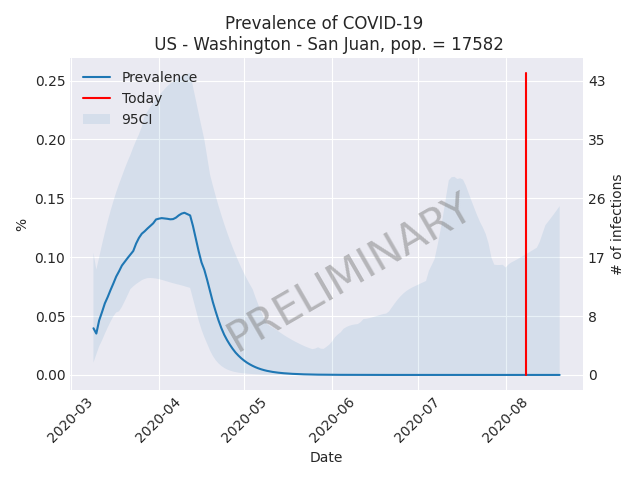 Prevalence of COVID-19
US - Washington - San Juan, pop. = 17582
Prevalence
Today
95CI
0.25
0.20
0.15
0.10
0.05
0.00
%
43
35
26
17
8
0
# of infections
PRELIMINARY
2020-03
2020-04
2020-05
2020-06
2020-07
2020-08
Date